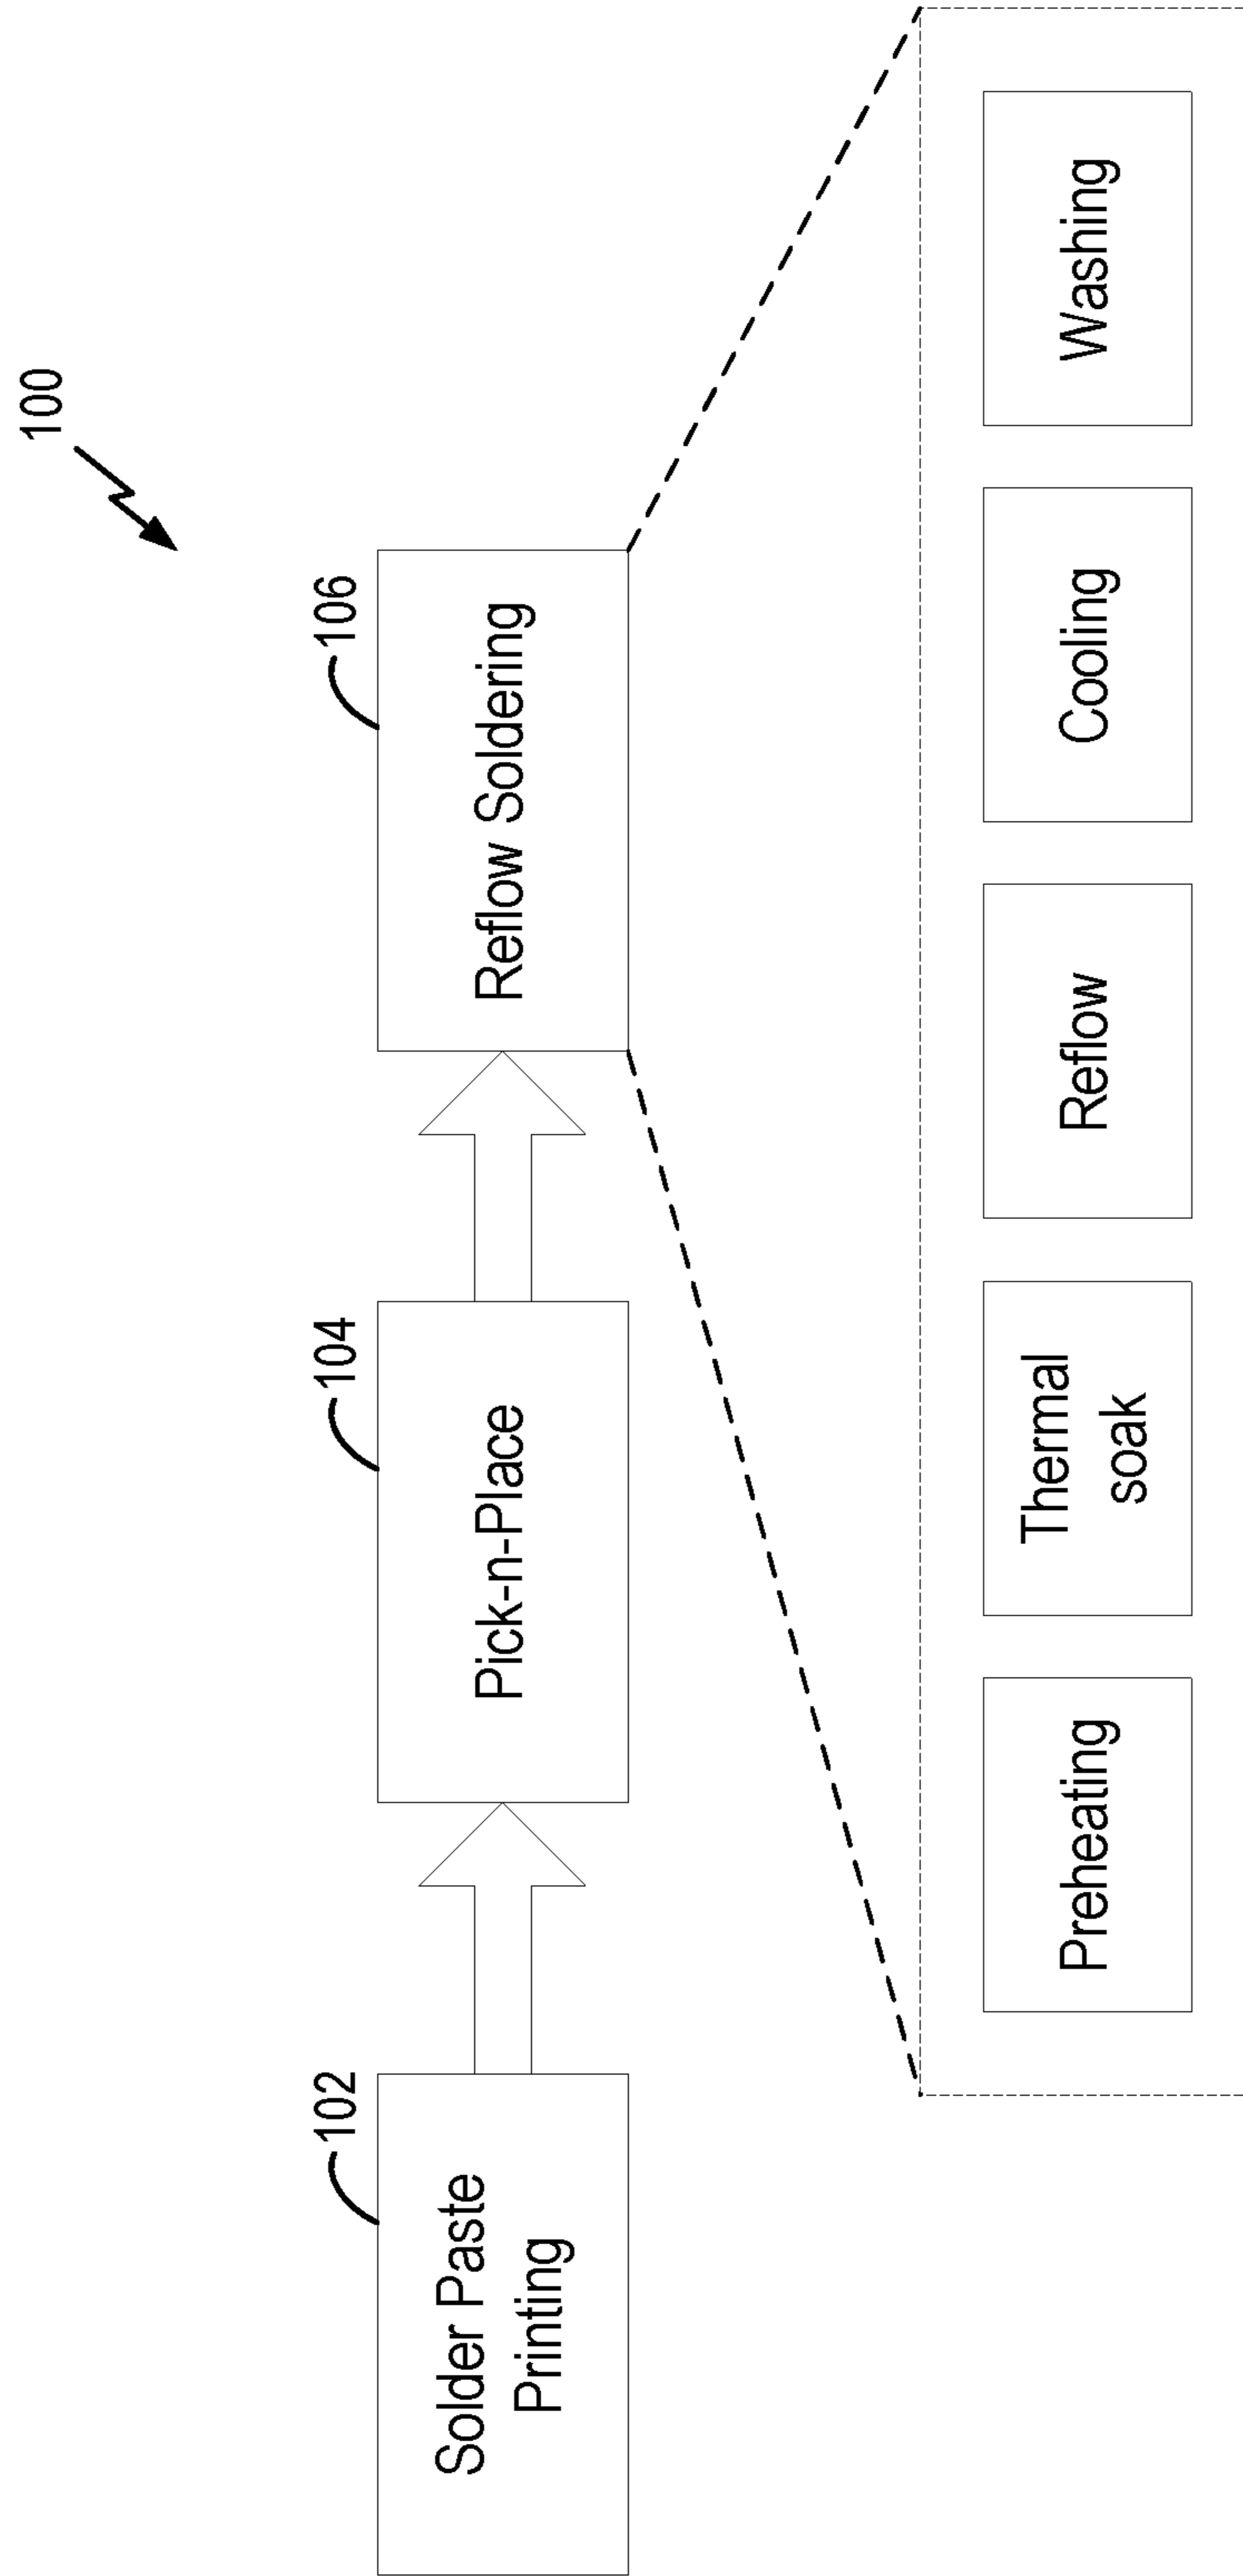 100
102
104
106
Solder Paste
Printing
Pick-n-Place
Reflow Soldering
Preheating
Thermal
soak
Reflow
Cooling
Washing